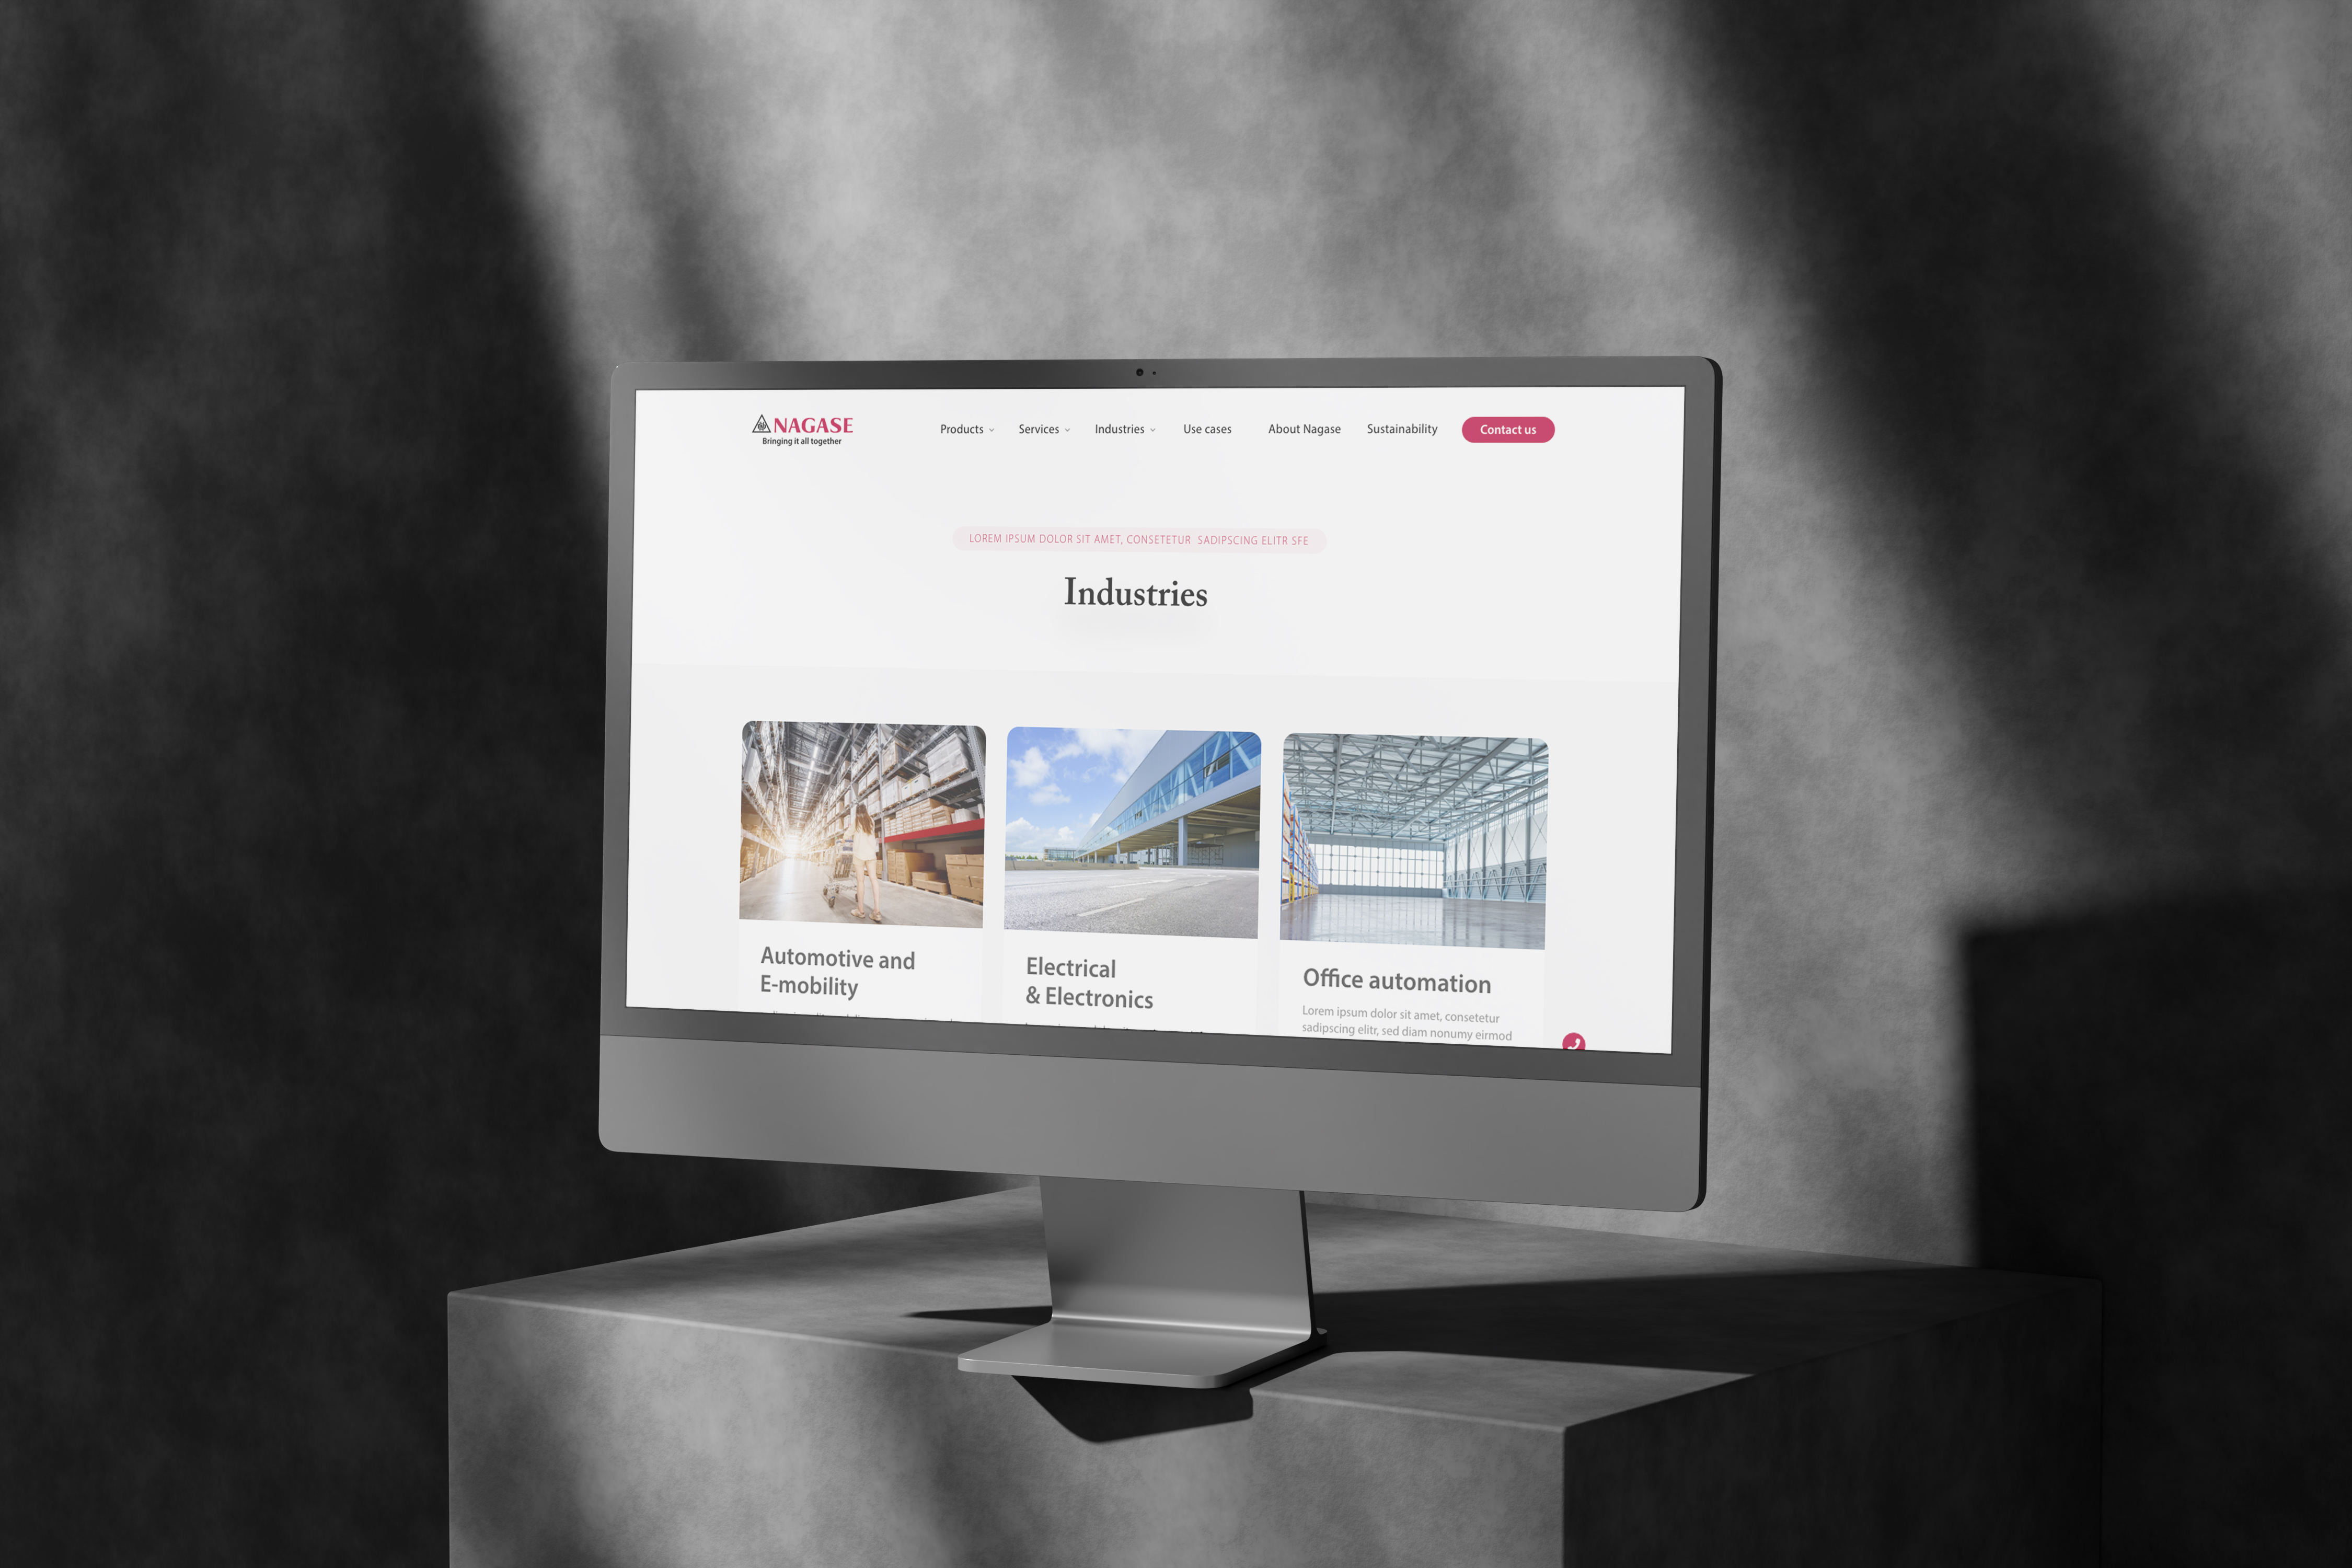 NAGASE
Bringing it all together
Products
Services
Industries
Use cases
About Nagase
Sustainability
Contact us
LOREM IPSUM DOLOR SIT AMET, CONSETETUR SADIPSCING ELITR SFE
Industries
Automotive and
E-mobility
Electrical
& Electronics
Office automation
Lorem ipsum dolor sit amet, consetetur
sadipscing elitr, sed diam nonumy eirmod